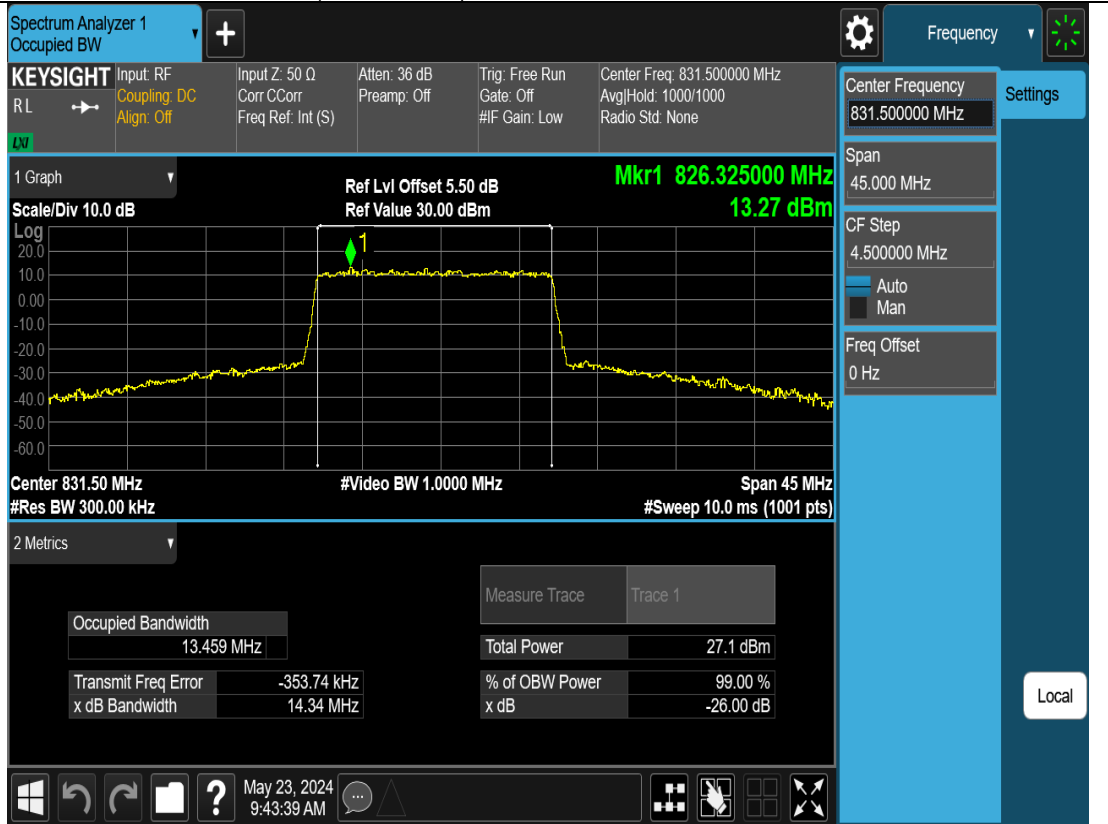 Spectrum Analyzer 1
Occupied BW
Frequency
KEYSIGHT
R L
LXI
Input: RF
Coupling: DC
Align: Off
Input Z: 50 Ω
Corr CCorr
Freq Ref: Int (S)
Atten: 36 dB
Preamp: Off
Trig: Free Run
Gate: Off
#IF Gain: Low
Center Freq: 831.500000 MHz
Avg|Hold: 1000/1000
Radio Std: None
Center Frequency
831.500000 MHz
Settings
Span
45.000 MHz
CF Step
4.500000 MHz
Auto
Man
Freq Offset
0 Hz
Local
1 Graph
Scale/Div 10.0 dB
Ref Lvl Offset 5.50 dB
Ref Value 30.00 dBm
Mkr1 826.325000 MHz
13.27 dBm
Log
1
20.0
10.0
0.00
-10.0
-20.0
-30.0
-40.0
-50.0
-60.0
Center 831.50 MHz
#Video BW 1.0000 MHz
Span 45 MHz
#Res BW 300.00 kHz
#Sweep 10.0 ms (1001 pts)
2 Metrics
Measure Trace
Trace 1
Occupied Bandwidth
13.459 MHz
Total Power
27.1 dBm
Transmit Freq Error
-353.74 kHz
% of OBW Power
99.00 %
x dB Bandwidth
14.34 MHz
x dB
-26.00 dB
?
May 23, 2024
9:43:39 AM